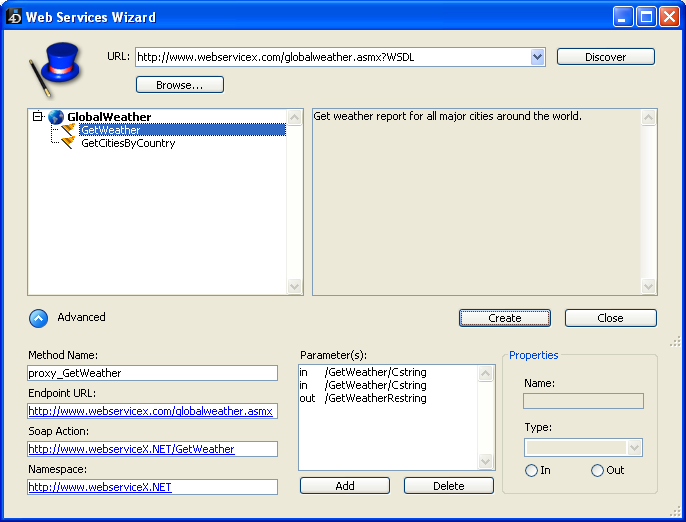 Web Services Wizard
URL: http://www.webservicex.com/globalweather.asmx?WSDL Discover
Browse...
GlobalWeather
GetWeather
GetCitiesByCountry
Get weather report for all major cities around the world.
Advanced
Create Close
Method Name:
proxy_GetWeather
Endpoint URL:
http://www.webservicex.com/globalweather.asmx
Soap Action:
http://www.webserviceX.NET/GetWeather
Namespace:
http://www.webserviceX.NET
Parameter(s):
in /GetWeather/Cstring
in /GetWeather/Cstring
out /GetWeatherRestring
Add Delete
Properties
Name:
Type:
In Out